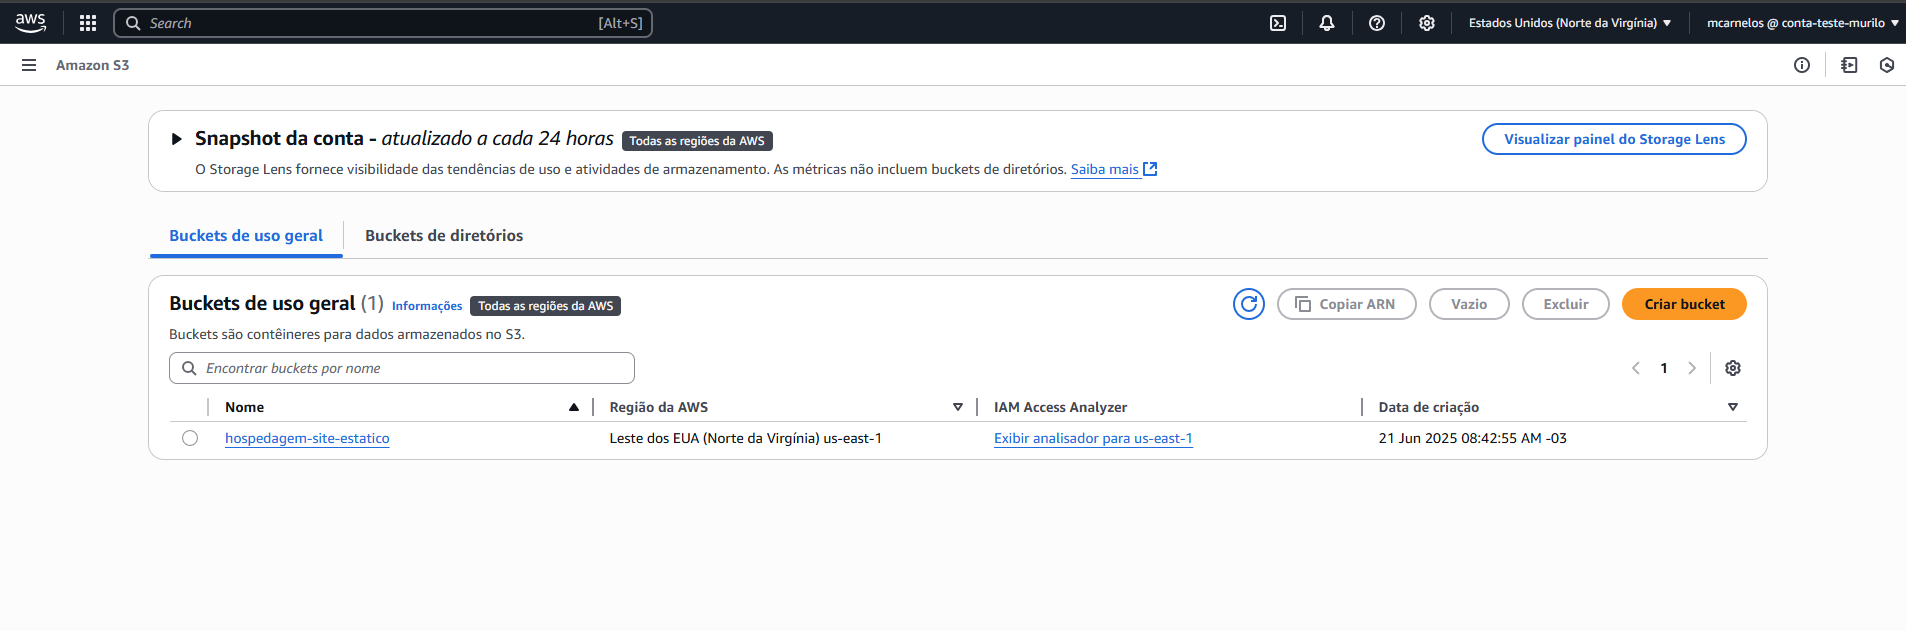 aws Search [Alt+S] Estados Unidos (Norte da Virgínia) mcarnelos @ conta-teste-murilo
Amazon S3
Snapshot da conta - atualizado a cada 24 horas Todas as regiões da AWS Visualizar painel do Storage Lens
O Storage Lens fornece visibilidade das tendências de uso e atividades de armazenamento. As métricas não incluem buckets de diretórios. Saiba mais
Buckets de uso geral Buckets de diretórios
Buckets de uso geral (1) Informações Todas as regiões da AWS Copiar ARN Vazio Excluir Criar bucket
Buckets são contêineres para dados armazenados no S3.
Encontrar buckets por nome 1
Nome Região da AWS IAM Access Analyzer Data de criação
hospedagem-site-estatico Leste dos EUA (Norte da Virgínia) us-east-1 Exibir analisador para us-east-1 21 Jun 2025 08:42:55 AM -03